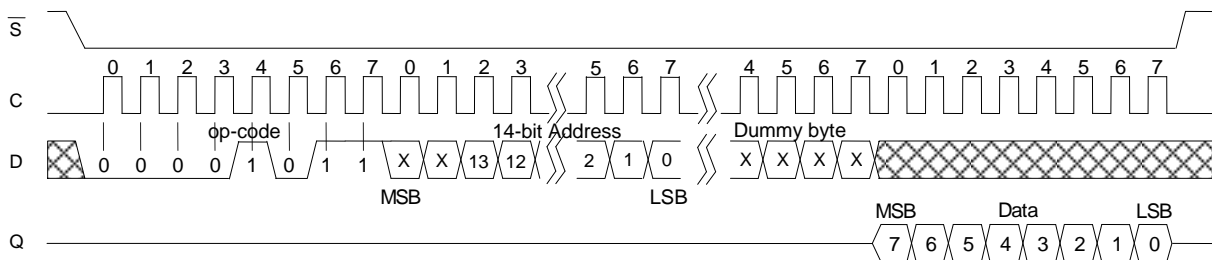 S
0 1 2 3 4 5 6 7 0 1 2 3 5 6 7 4 5 6 7 0 1 2 3 4 5 6 7
C
op-code 14-bit Address Dummy byte
D 0 0 0 0 1 0 1 1 X X 13 12 2 1 0 X X X X
MSB LSB
MSB Data LSB
Q 7 6 5 4 3 2 1 0